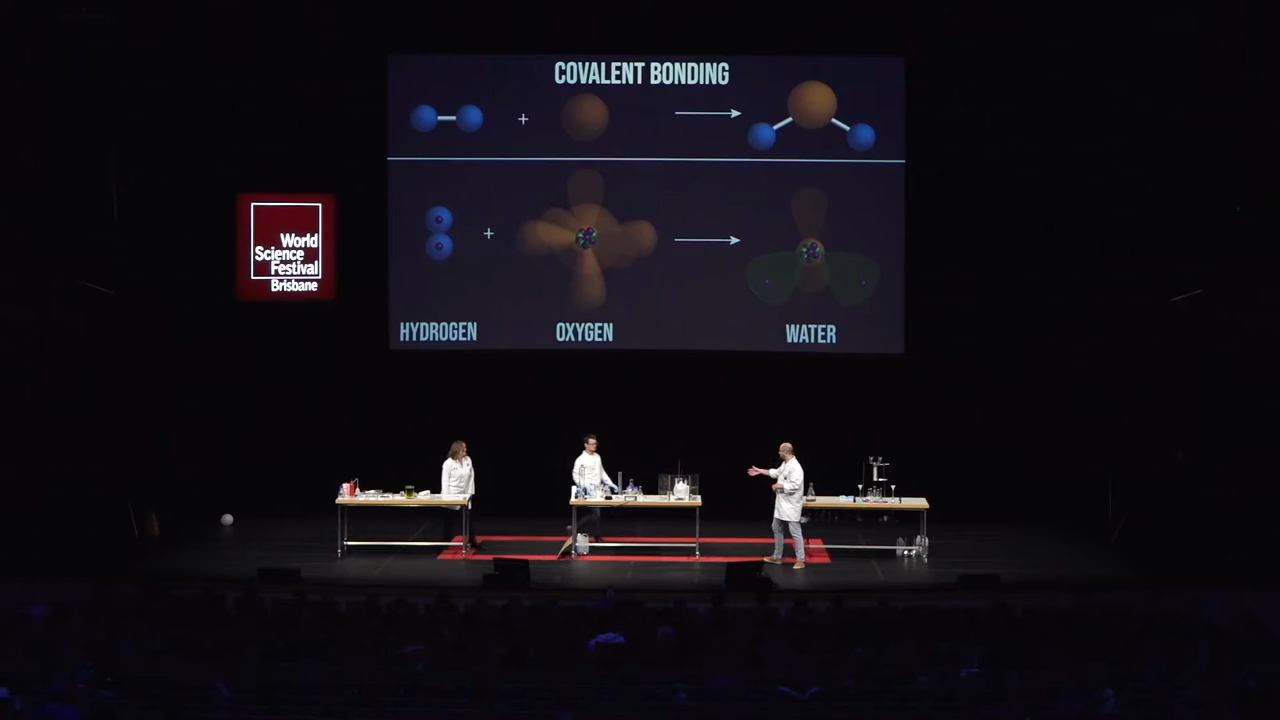 COVALENT BONDING
+
+
HYDROGEN
OXYGEN
WATER
World
Science
Festival
Brisbane